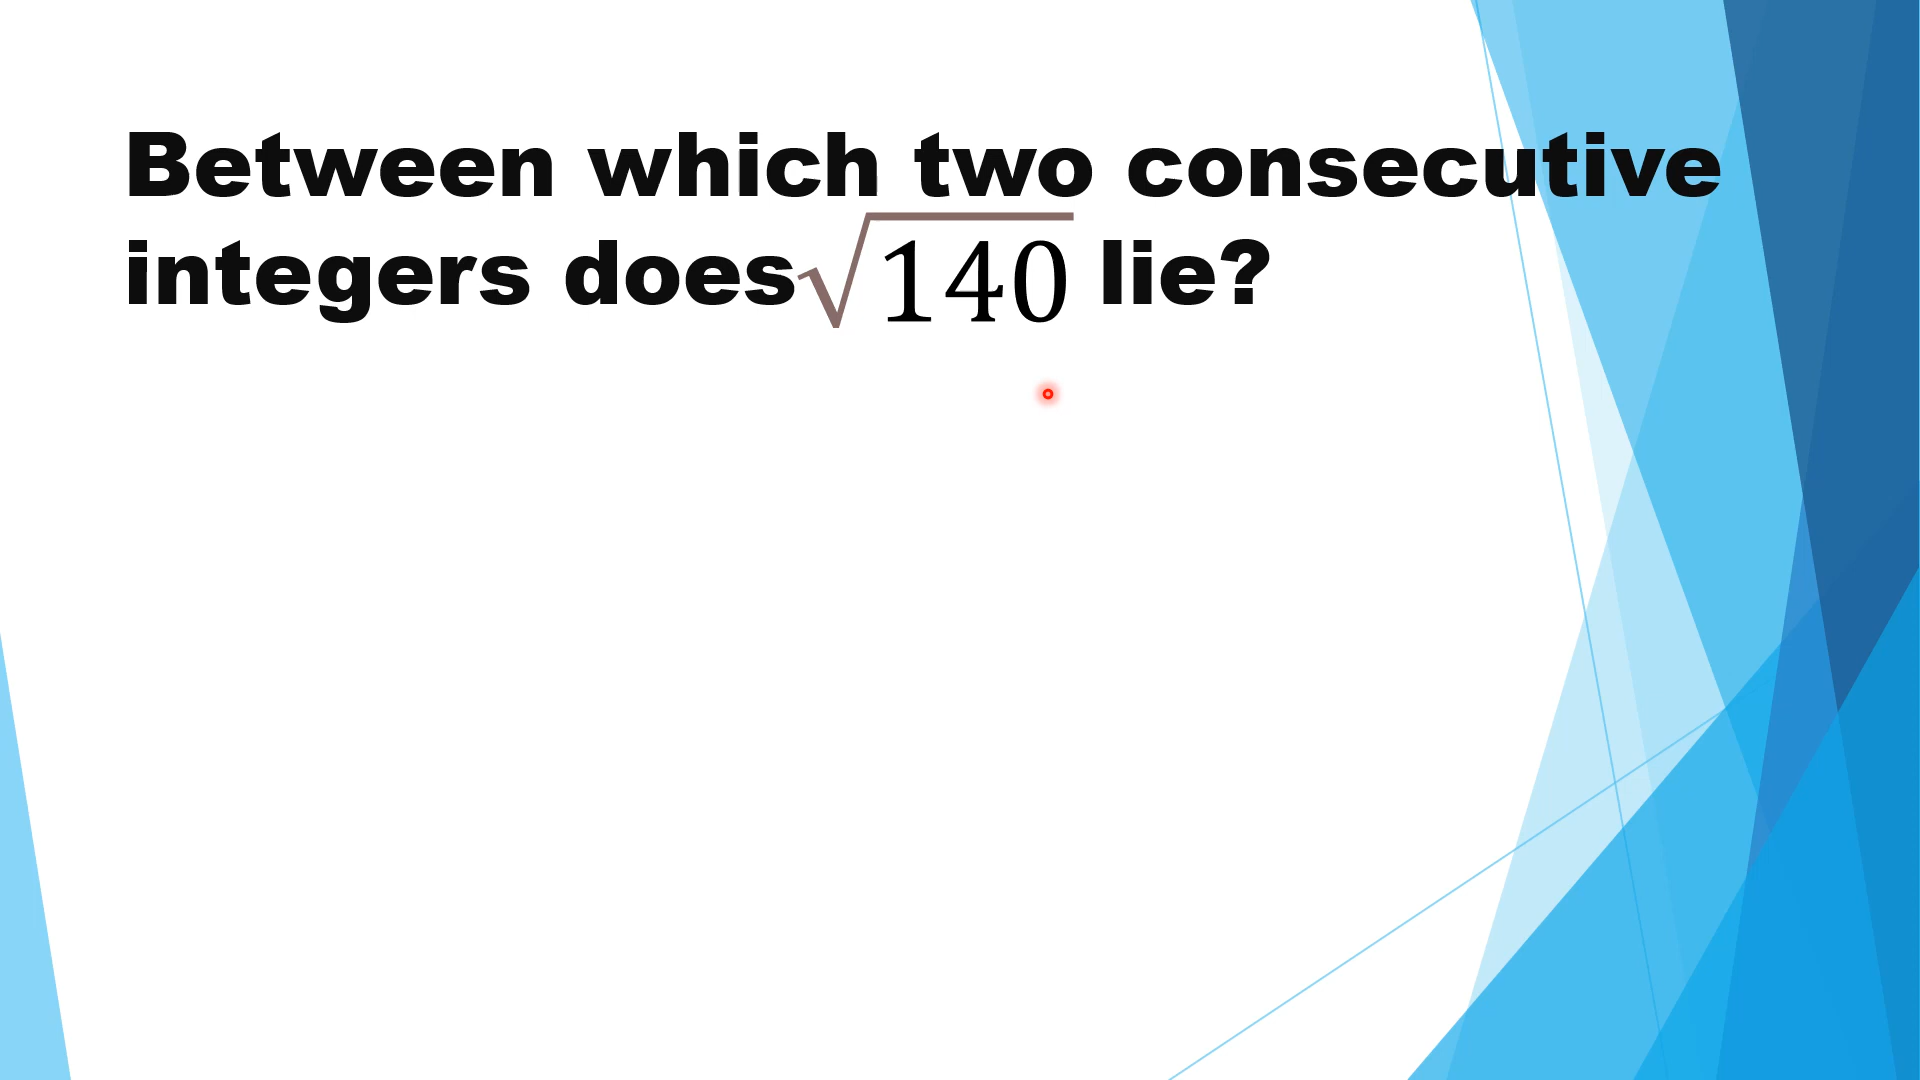 Between which two consecutive
integers does √140 lie?